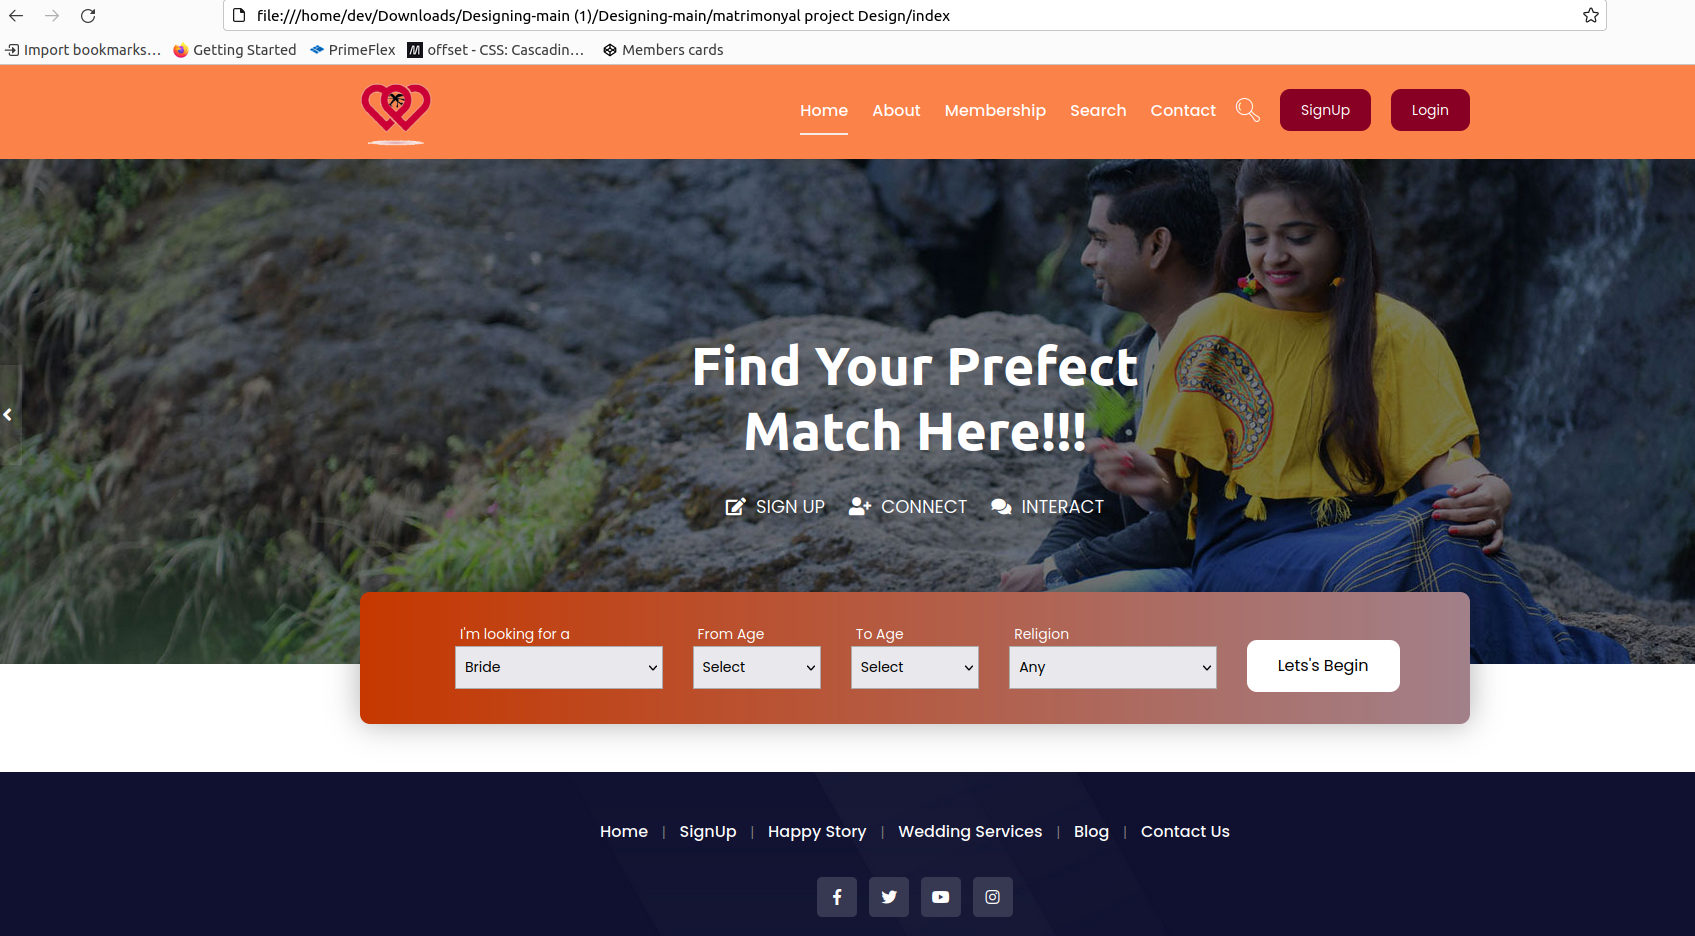 file:///home/dev/Downloads/Designing-main (1)/Designing-main/matrimonyal project Design/index
Import bookmarks… Getting Started PrimeFlex offset - CSS: Cascadin… Members cards
Home About Membership Search Contact SignUp Login
Find Your Prefect
Match Here!!!
SIGN UP CONNECT INTERACT
I'm looking for a From Age To Age Religion
Bride Select Select Any Lets's Begin
Home | SignUp | Happy Story | Wedding Services | Blog | Contact Us